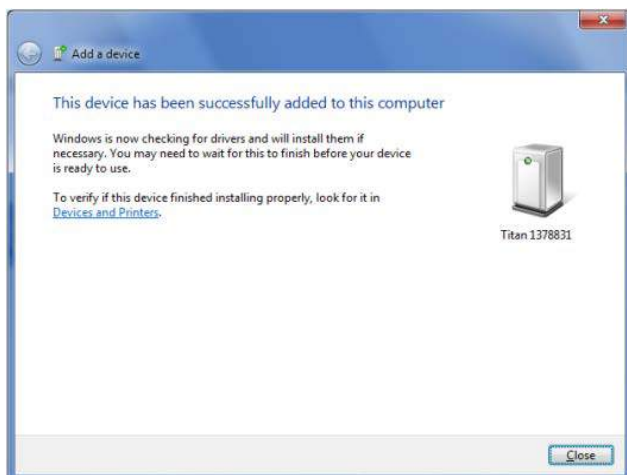 Add a device
This device has been successfully added to this computer
Windows is now checking for drivers and will install them if
necessary. You may need to wait for this to finish before your device
is ready to use.
To verify if this device finished installing properly, look for it in
Devices and Printers.
Titan 1378831
Close